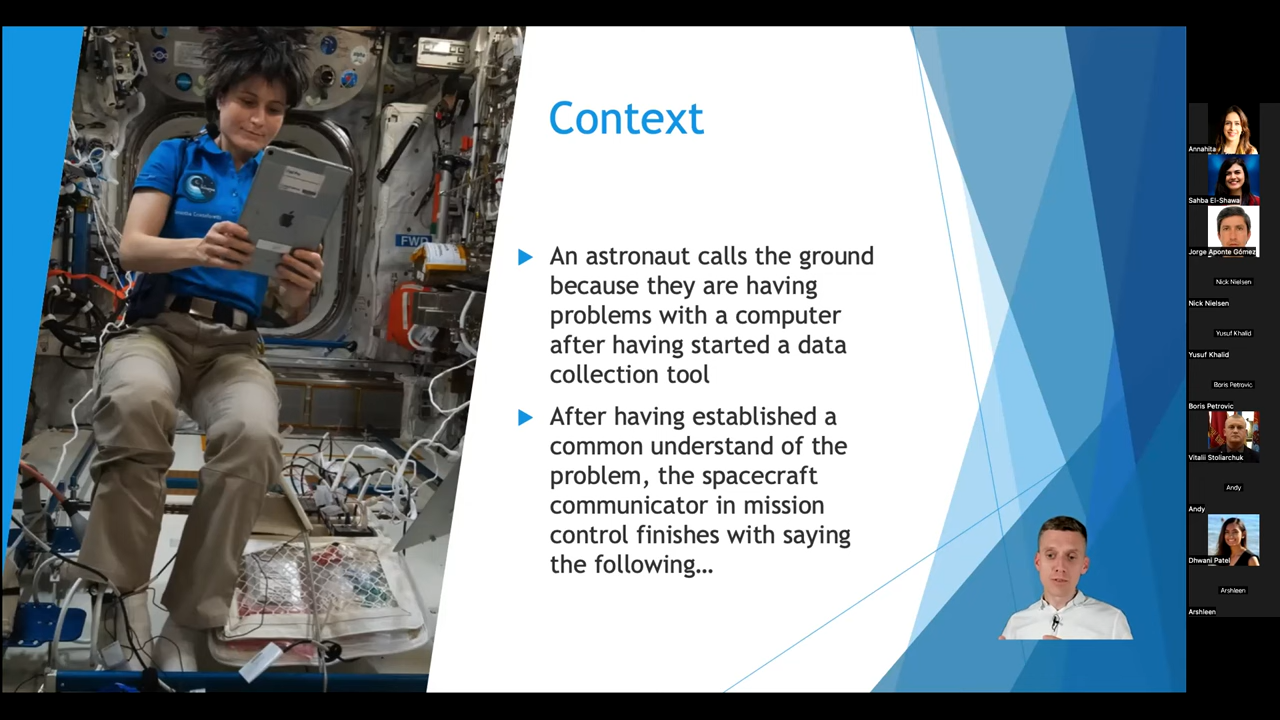 Context
FWD
An astronaut calls the ground
because they are having
problems with a computer
after having started a data
collection tool
After having established a
common understand of the
problem, the spacecraft
communicator in mission
control finishes with saying
the following…
Annahita
Sahba El-Shawa
Jorge Aponte Gómez
Nick Nielsen
Nick Nielsen
Yusuf Khalid
Yusuf Khalid
Boris Petrovic
Boris Petrovic
Vitalii Stoliarchuk
Andy
Andy
Dhwani Patel
Arshleen
Arshleen